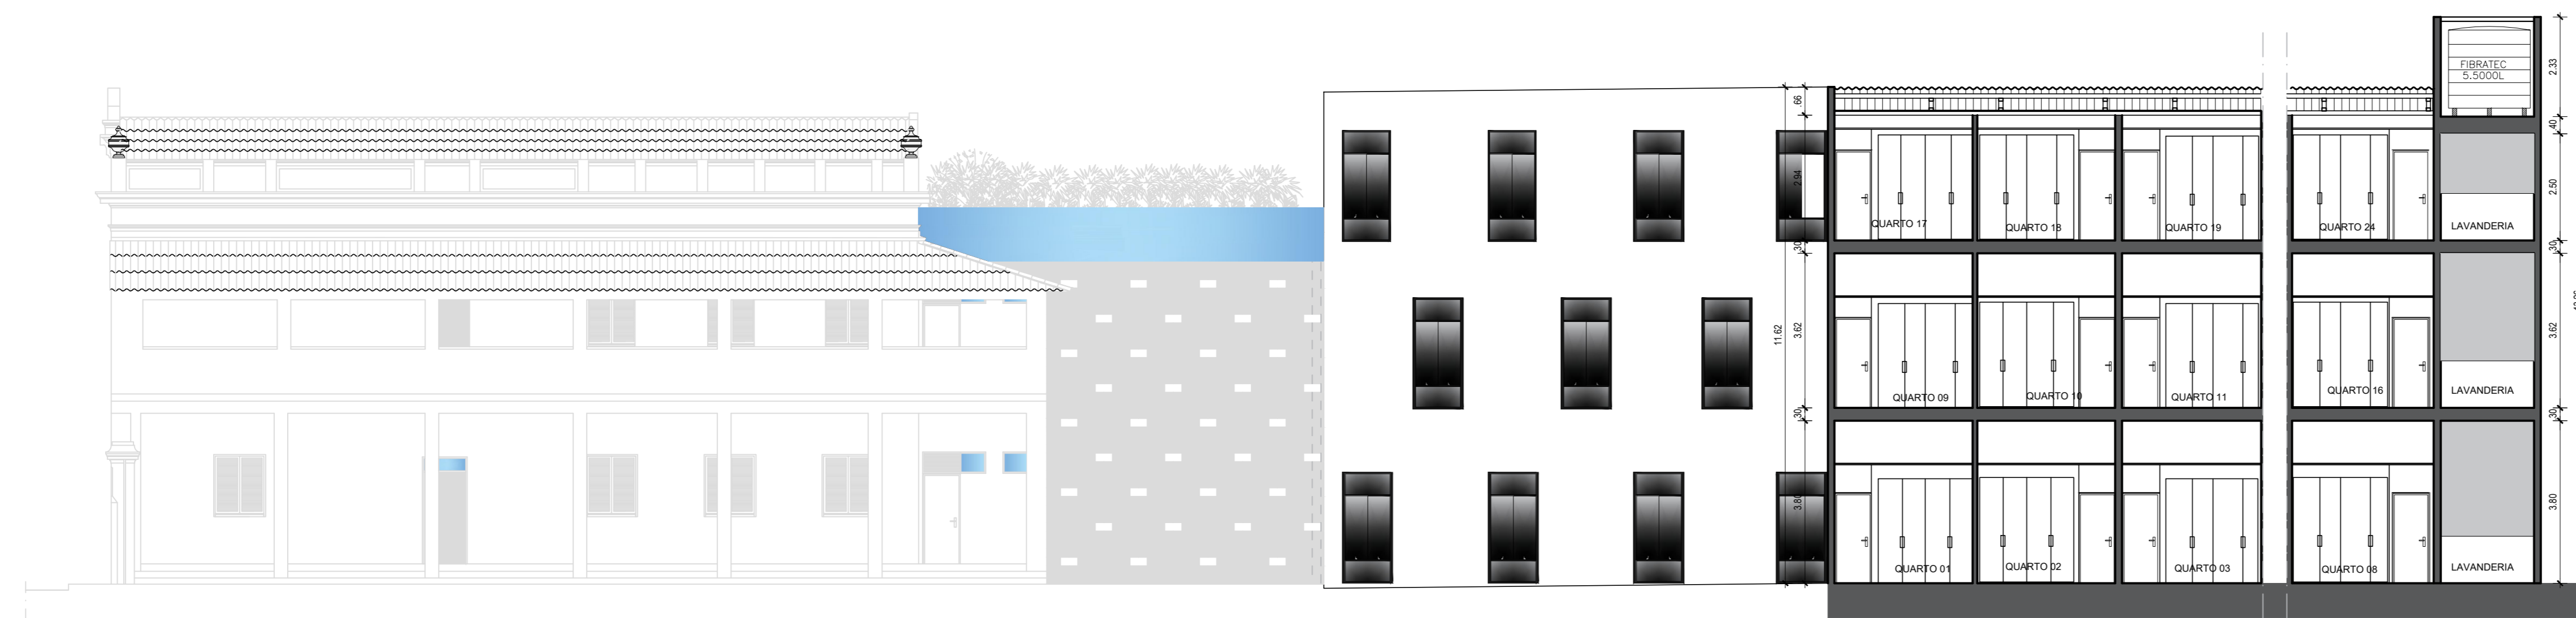 FIBRATEC
5.5000L
2.33
.66
.40
2.94
2.50
QUARTO 17
QUARTO 18
QUARTO 19
QUARTO 24
LAVANDERIA
.30
.30
11.62
3.62
3.62
QUARTO 09
QUARTO 10
QUARTO 11
QUARTO 16
LAVANDERIA
.30
.30
3.80
3.80
QUARTO 01
QUARTO 02
QUARTO 03
QUARTO 08
LAVANDERIA